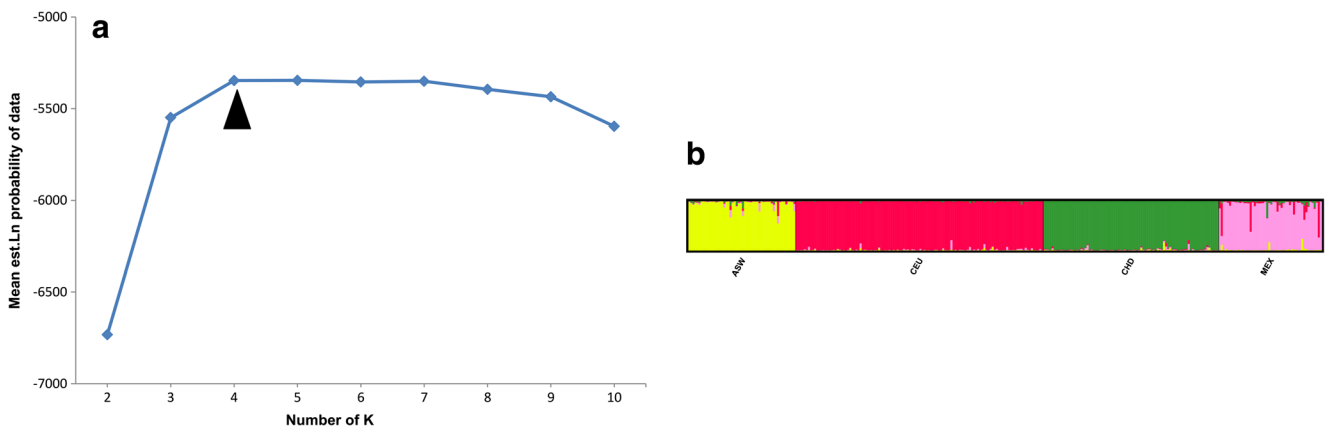 a
-5000
-5500
-6000
-6500
-7000
Mean est.Ln probability of data
2 3 4 5 6 7 8 9 10
Number of K
b
ASW CEU CHD MEX